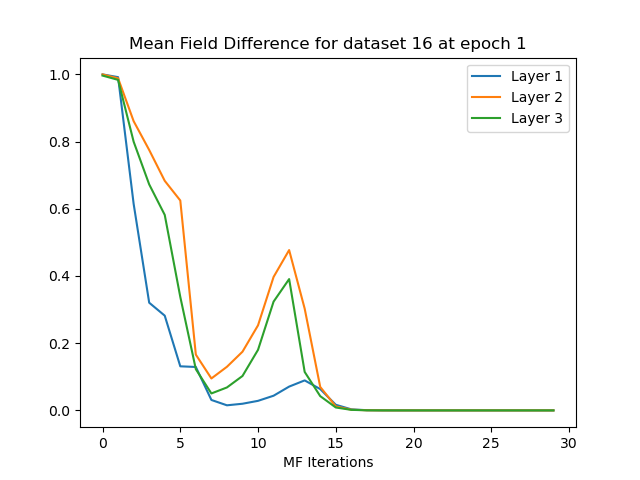 Mean Field Difference for dataset 16 at epoch 1
Layer 1
Layer 2
Layer 3
1.0
0.8
0.6
0.4
0.2
0.0
0 5 10 15 20 25 30
MF Iterations